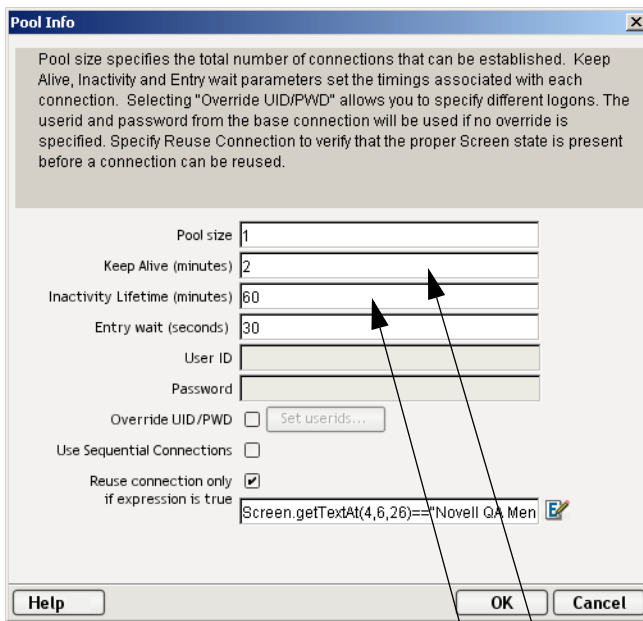 Pool Info
Pool size specifies the total number of connections that can be established. Keep
Alive, Inactivity and Entry wait parameters set the timings associated with each
connection. Selecting "Override UID/PWD" allows you to specify different logons. The
userid and password from the base connection will be used if no override is
specified. Specify Reuse Connection to verify that the proper Screen state is present
before a connection can be reused.
Pool size 1
Keep Alive (minutes) 2
Inactivity Lifetime (minutes) 60
Entry wait (seconds) 30
User ID
Password
Override UID/PWD Set userids...
Use Sequential Connections
Reuse connection only
if expression is true
Screen.getTextAt(4,6,26)=="Novell QA Men
Help OK Cancel